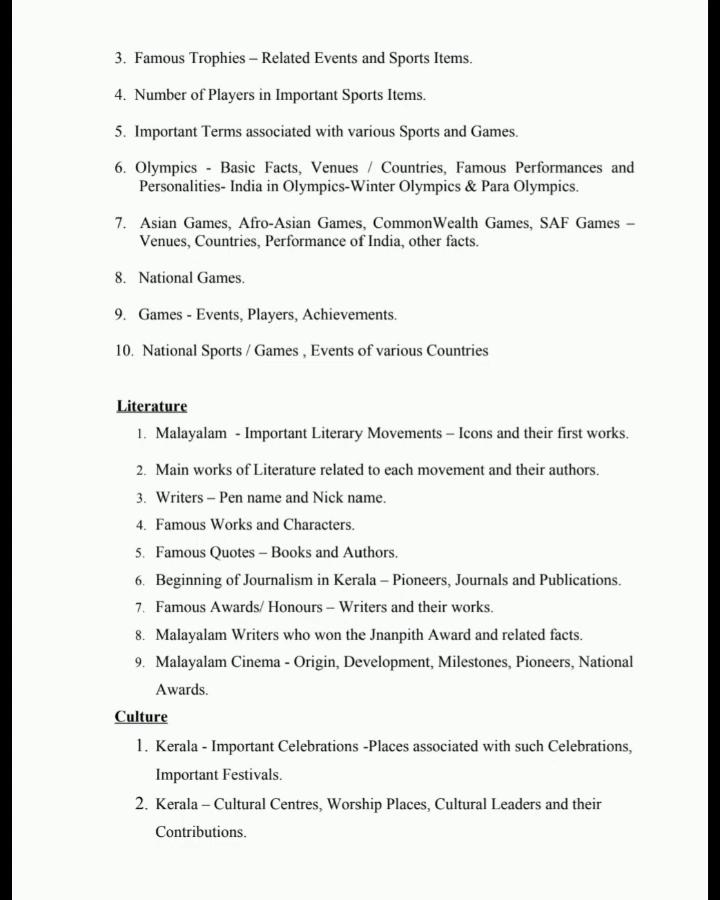 3. Famous Trophies – Related Events and Sports Items.
4. Number of Players in Important Sports Items.
5. Important Terms associated with various Sports and Games.
6. Olympics - Basic Facts, Venues / Countries, Famous Performances and
Personalities- India in Olympics-Winter Olympics & Para Olympics.
7. Asian Games, Afro-Asian Games, CommonWealth Games, SAF Games –
Venues, Countries, Performance of India, other facts.
8. National Games.
9. Games - Events, Players, Achievements.
10. National Sports / Games , Events of various Countries
Literature
1. Malayalam - Important Literary Movements – Icons and their first works.
2. Main works of Literature related to each movement and their authors.
3. Writers – Pen name and Nick name.
4. Famous Works and Characters.
5. Famous Quotes – Books and Authors.
6. Beginning of Journalism in Kerala – Pioneers, Journals and Publications.
7. Famous Awards/ Honours – Writers and their works.
8. Malayalam Writers who won the Jnanpith Award and related facts.
9. Malayalam Cinema - Origin, Development, Milestones, Pioneers, National
Awards.
Culture
1. Kerala - Important Celebrations -Places associated with such Celebrations,
Important Festivals.
2. Kerala – Cultural Centres, Worship Places, Cultural Leaders and their
Contributions.